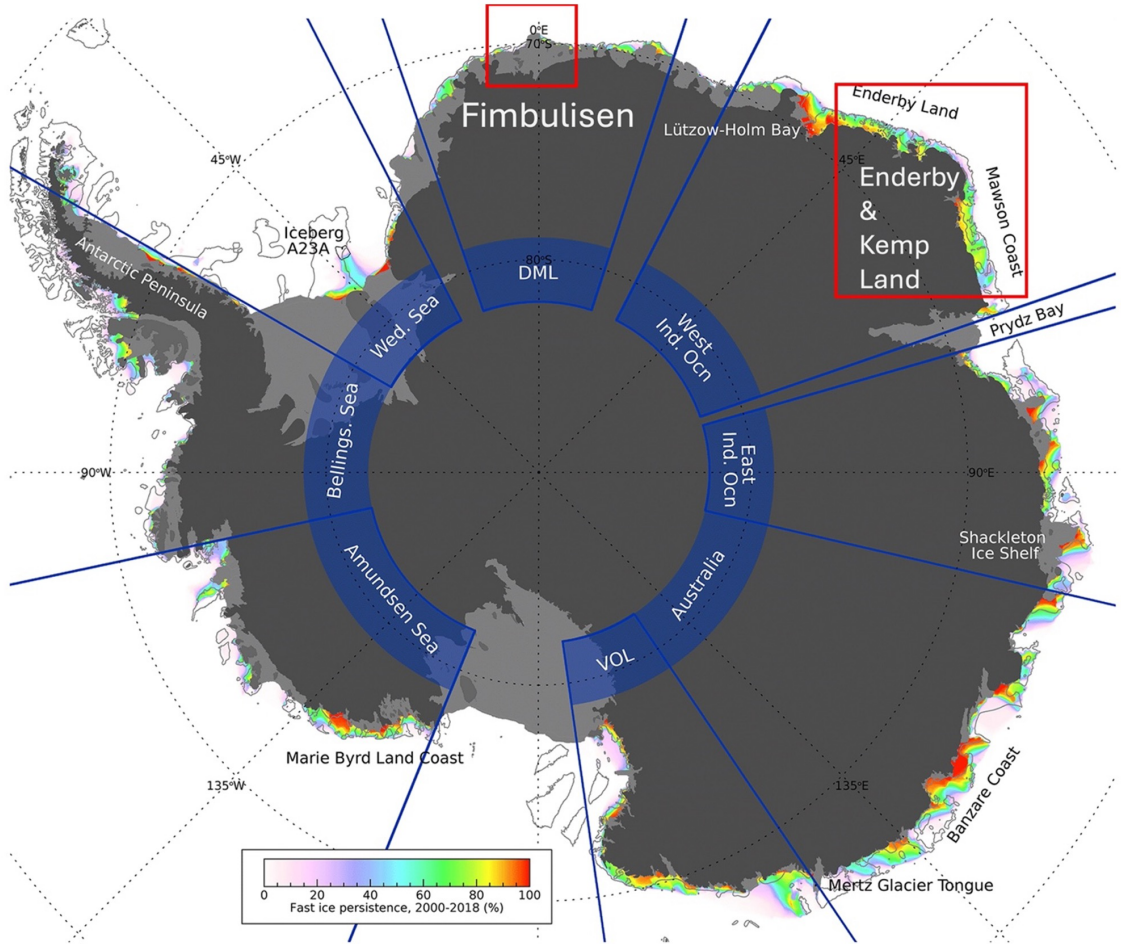 0°E
70°S
Fimbulisen
Enderby Land
Lützow-Holm Bay
45°W
45°E
Enderby
&
Kemp
Land
Mawson Coast
Iceberg
A23A
Antarctic Peninsula
80°S
DML
Wed. Sea
West
Ind. Ocn
Prydz Bay
Bellings. Sea
East
Ind. Ocn
90°W
90°E
Shackleton
Ice Shelf
Amundsen Sea
Australia
VOL
Marie Byrd Land Coast
135°W
135°E
Banzare Coast
Mertz Glacier Tongue
0 20 40 60 80 100
Fast ice persistence, 2000-2018 (%)